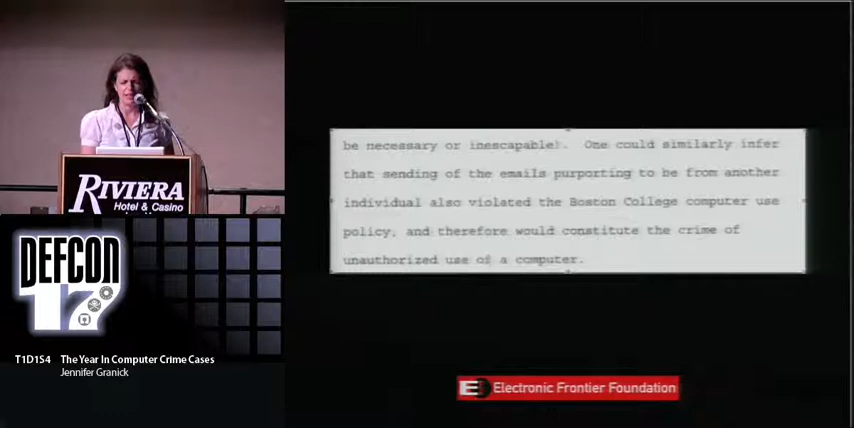 be necessary or inescapable). One could similarly infer
that sending of the emails purporting to be from another
individual also violated the Boston College computer use
policy, and therefore would constitute the crime of
unauthorized use of a computer.
RIVIERA
Hotel & Casino
DEFCON
17
T1D1S4 The Year In Computer Crime Cases
Jennifer Granick
E Electronic Frontier Foundation